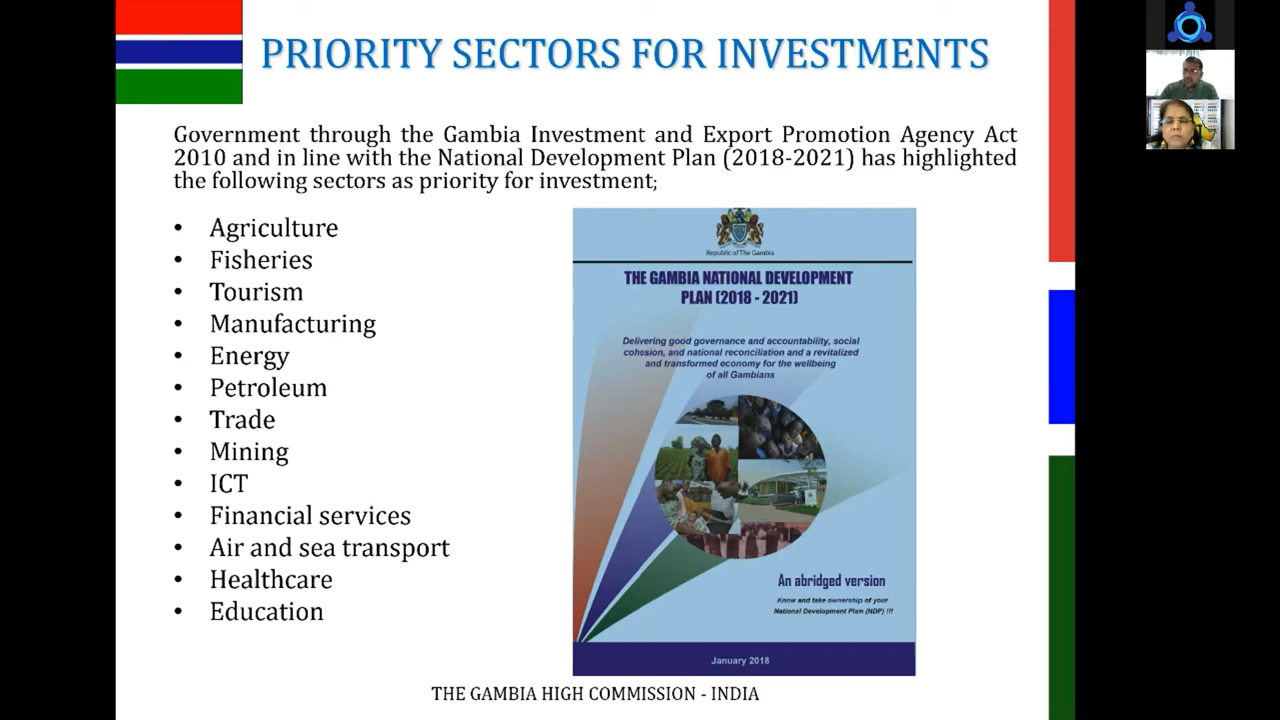 PRIORITY SECTORS FOR INVESTMENTS
Government through the Gambia Investment and Export Promotion Agency Act
2010 and in line with the National Development Plan (2018-2021) has highlighted
the following sectors as priority for investment;
• Agriculture
• Fisheries
• Tourism
• Manufacturing
• Energy
• Petroleum
• Trade
• Mining
• ICT
• Financial services
• Air and sea transport
• Healthcare
• Education
Republic of The Gambia
THE GAMBIA NATIONAL DEVELOPMENT
PLAN (2018 - 2021)
Delivering good governance and accountability, social
cohesion, and national reconciliation and a revitalized
and transformed economy for the wellbeing
of all Gambians
An abridged version
Know and take ownership of your
National Development Plan (NDP) !!!
January 2018
THE GAMBIA HIGH COMMISSION - INDIA